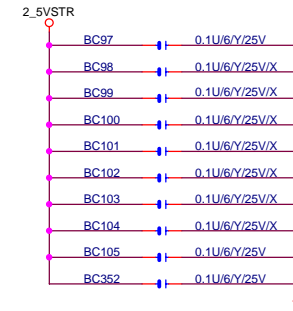 2_5VSTR
BC97 0.1U/6/Y/25V
BC98 0.1U/6/Y/25V/X
BC99 0.1U/6/Y/25V/X
BC100 0.1U/6/Y/25V/X
BC101 0.1U/6/Y/25V/X
BC102 0.1U/6/Y/25V/X
BC103 0.1U/6/Y/25V/X
BC104 0.1U/6/Y/25V/X
BC105 0.1U/6/Y/25V
BC352 0.1U/6/Y/25V